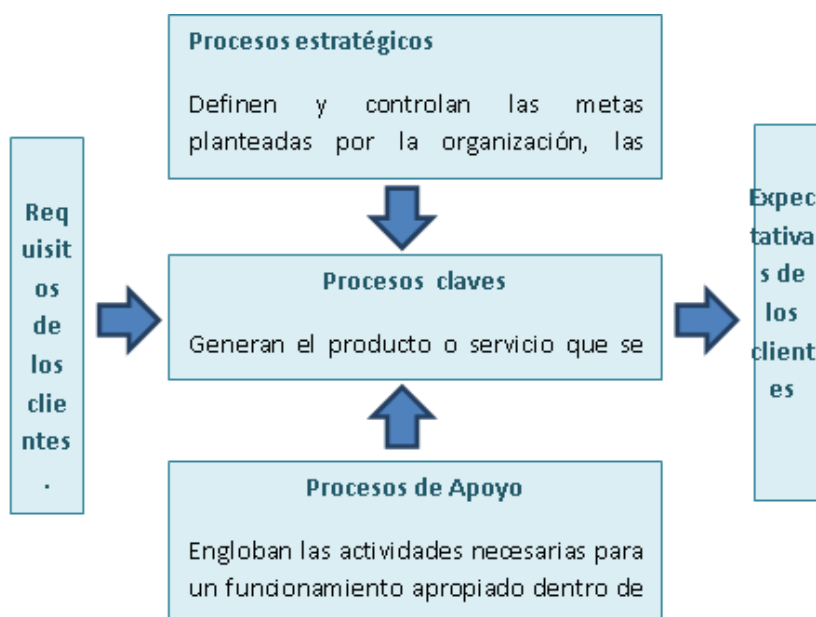 Procesos estratégicos
Definen y controlan las metas
planteadas por la organización, las
Req
uisit
os
de
los
clie
ntes
.
Procesos claves
Generan el producto o servicio que se
Expec
tativa
s de
los
client
es
Procesos de Apoyo
Engloban las actividades necesarias para
un funcionamiento apropiado dentro de